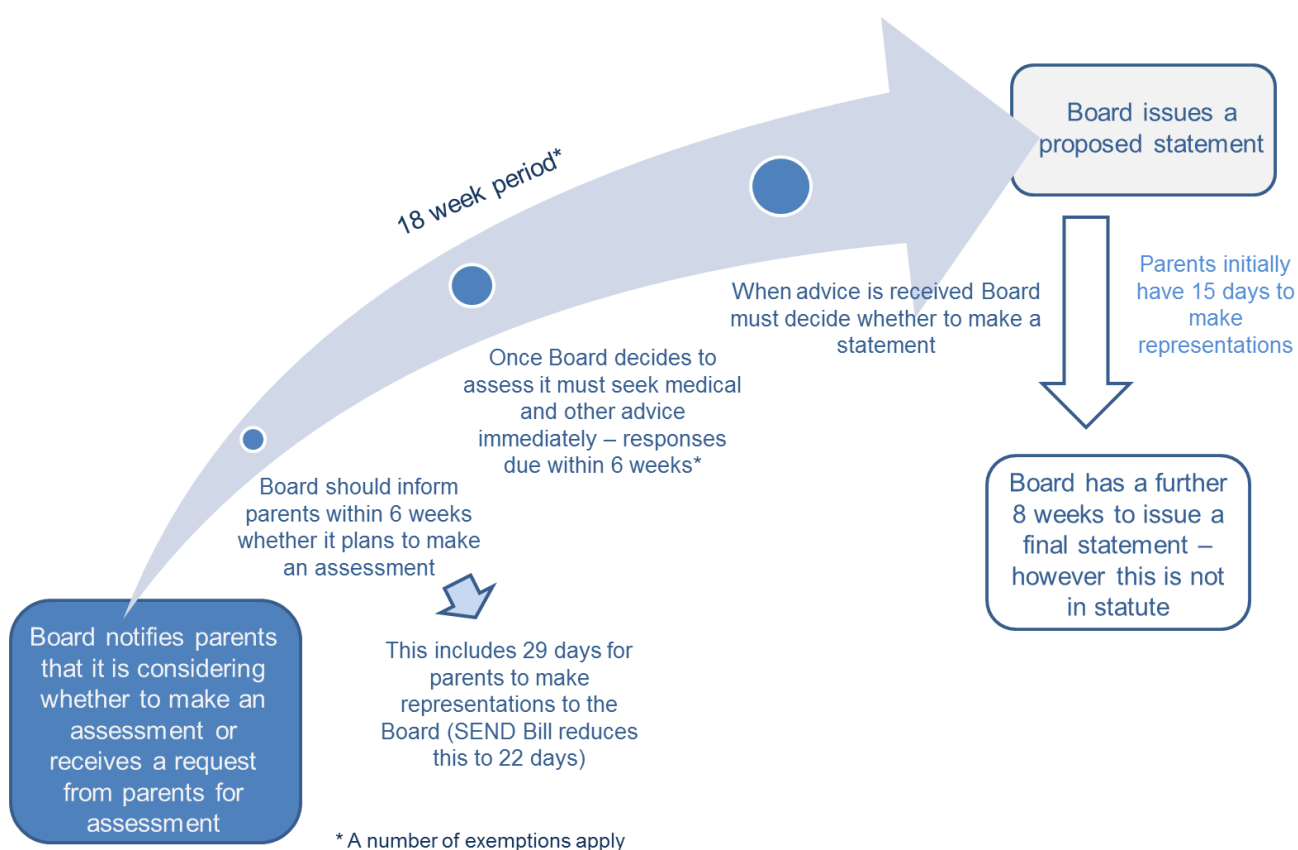 Board notifies parents
that it is considering
whether to make an
assessment or
receives a request
from parents for
assessment
18 week period*
Board should inform
parents within 6 weeks
whether it plans to make
an assessment
This includes 29 days for
parents to make
representations to the
Board (SEND Bill reduces
this to 22 days)
Once Board decides to
assess it must seek medical
and other advice
immediately – responses
due within 6 weeks*
When advice is received Board
must decide whether to make a
statement
Board issues a
proposed statement
Parents initially
have 15 days to
make
representations
Board has a further
8 weeks to issue a
final statement –
however this is not
in statute
* A number of exemptions apply